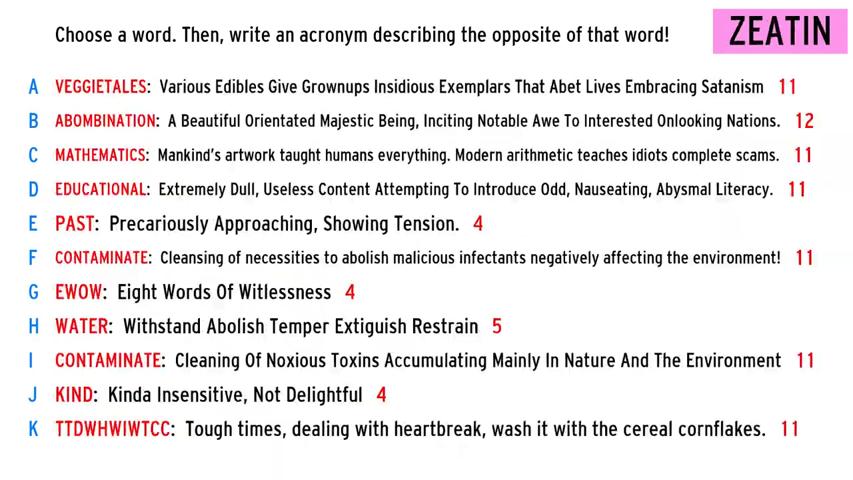 Choose a word. Then, write an acronym describing the opposite of that word! ZEATIN
A VEGGIETALES: Various Edibles Give Grownups Insidious Exemplars That Abet Lives Embracing Satanism 11
B ABOMBINATION: A Beautiful Orientated Majestic Being, Inciting Notable Awe To Interested Onlooking Nations. 12
C MATHEMATICS: Mankind's artwork taught humans everything. Modern arithmetic teaches idiots complete scams. 11
D EDUCATIONAL: Extremely Dull, Useless Content Attempting To Introduce Odd, Nauseating, Abysmal Literacy. 11
E PAST: Precariously Approaching, Showing Tension. 4
F CONTAMINATE: Cleansing of necessities to abolish malicious infectants negatively affecting the environment! 11
G EWOW: Eight Words Of Witlessness 4
H WATER: Withstand Abolish Temper Extiguish Restrain 5
I CONTAMINATE: Cleaning Of Noxious Toxins Accumulating Mainly In Nature And The Environment 11
J KIND: Kinda Insensitive, Not Delightful 4
K TTDWHWIWTCC: Tough times, dealing with heartbreak, wash it with the cereal cornflakes. 11